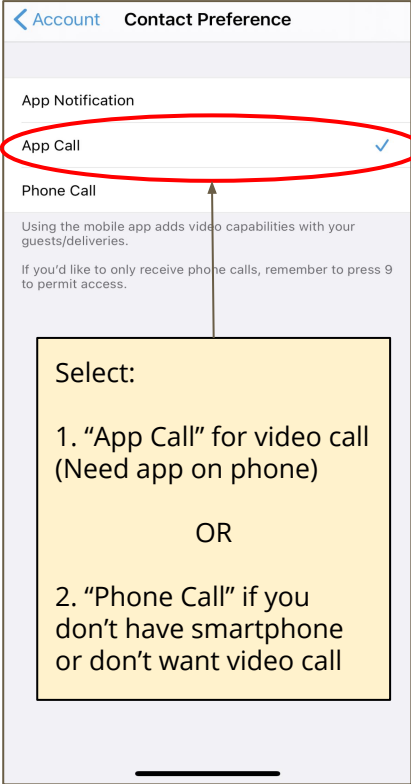 Account Contact Preference
App Notification
App Call
Phone Call
Using the mobile app adds video capabilities with your
guests/deliveries.
If you'd like to only receive phone calls, remember to press 9
to permit access.
Select:
1. “App Call” for video call
(Need app on phone)
OR
2. “Phone Call” if you
don’t have smartphone
or don’t want video call